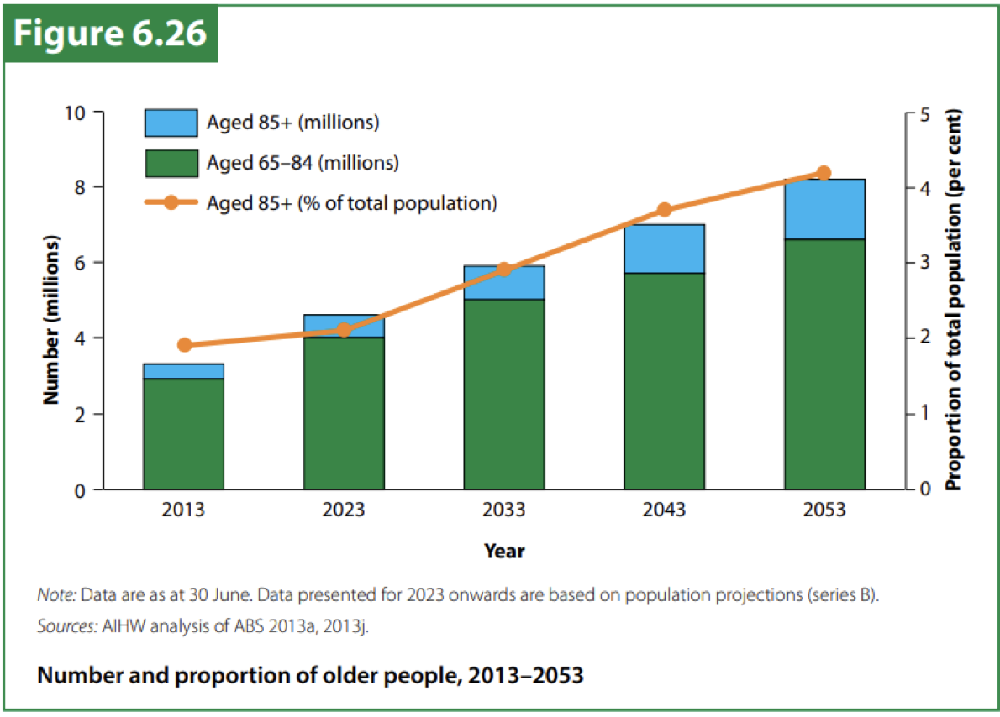 Figure 6.26
Aged 85+ (millions)
Aged 65–84 (millions)
Aged 85+ (% of total population)
Number (millions)
10
8
6
4
2
0
Proportion of total population (per cent)
5
4
3
2
1
0
2013 2023 2033 2043 2053
Year
Note: Data are as at 30 June. Data presented for 2023 onwards are based on population projections (series B).
Sources: AIHW analysis of ABS 2013a, 2013j.
Number and proportion of older people, 2013–2053